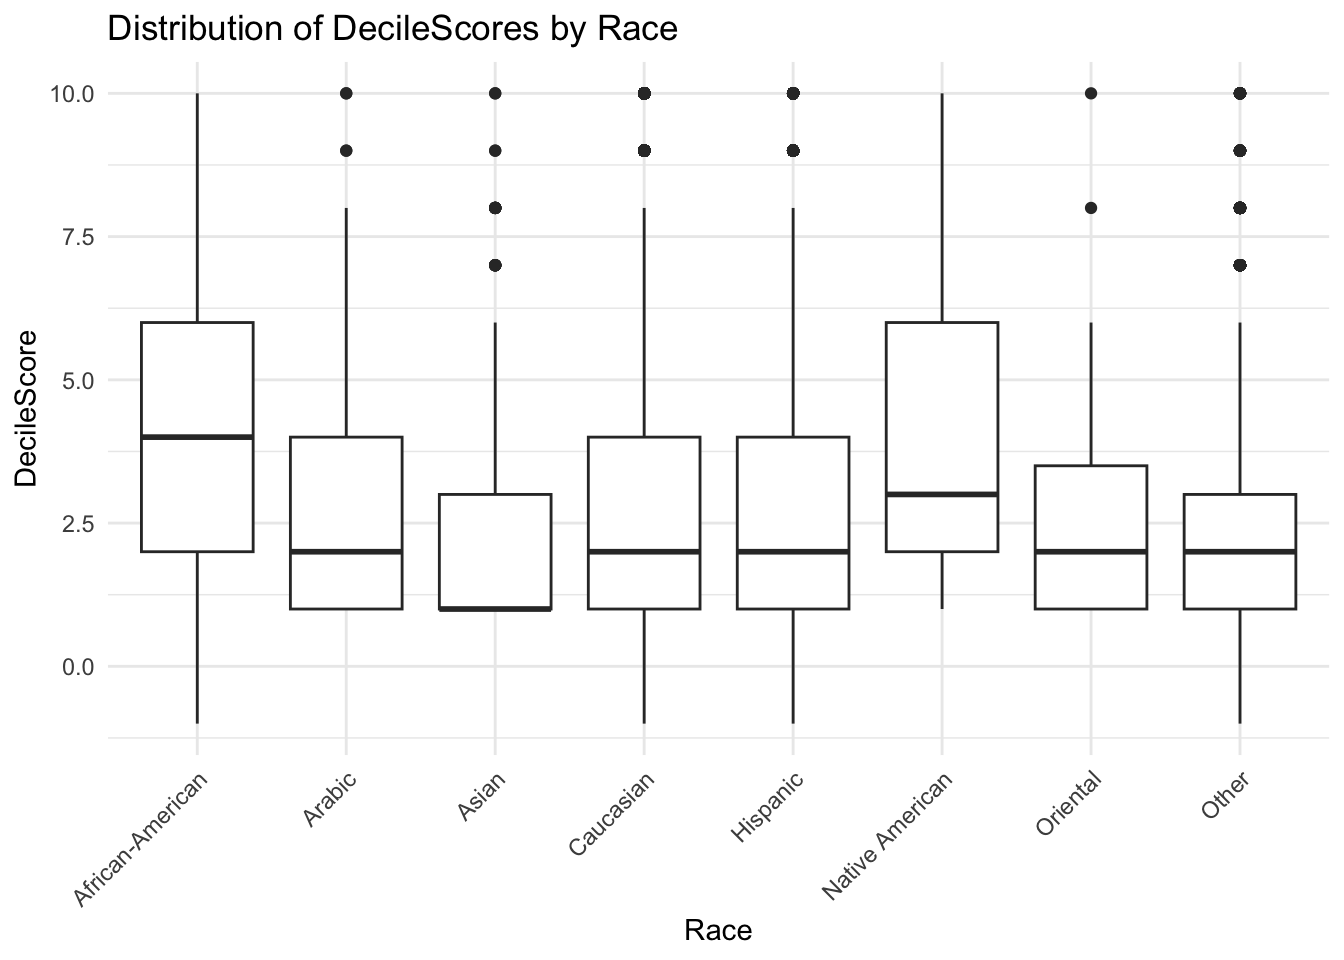 Distribution of DecileScores by Race
10.0
7.5
5.0
2.5
0.0
DecileScore
African-American
Arabic
Asian
Caucasian
Hispanic
Native American
Oriental
Other
Race